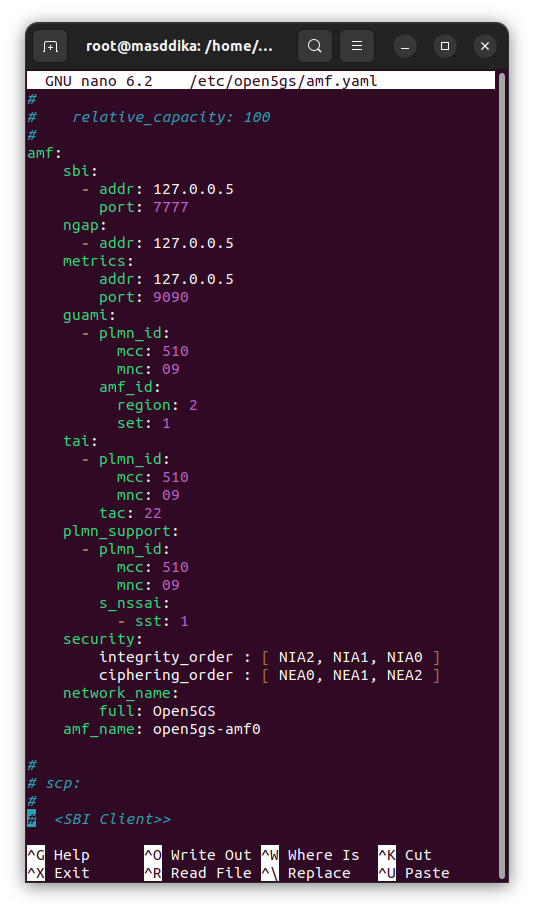 root@masddika: /home/...
GNU nano 6.2 /etc/open5gs/amf.yaml
#
#    relative_capacity: 100
#
amf:
    sbi:
      - addr: 127.0.0.5
        port: 7777
    ngap:
      - addr: 127.0.0.5
    metrics:
        addr: 127.0.0.5
        port: 9090
    guami:
      - plmn_id:
          mcc: 510
          mnc: 09
        amf_id:
          region: 2
          set: 1
    tai:
      - plmn_id:
          mcc: 510
          mnc: 09
        tac: 22
    plmn_support:
      - plmn_id:
          mcc: 510
          mnc: 09
        s_nssai:
          - sst: 1
    security:
        integrity_order : [ NIA2, NIA1, NIA0 ]
        ciphering_order : [ NEA0, NEA1, NEA2 ]
    network_name:
        full: Open5GS
    amf_name: open5gs-amf0
#
# scp:
#
#  <SBI Client>>
^G Help ^O Write Out ^W Where Is ^K Cut
^X Exit ^R Read File ^\ Replace ^U Paste